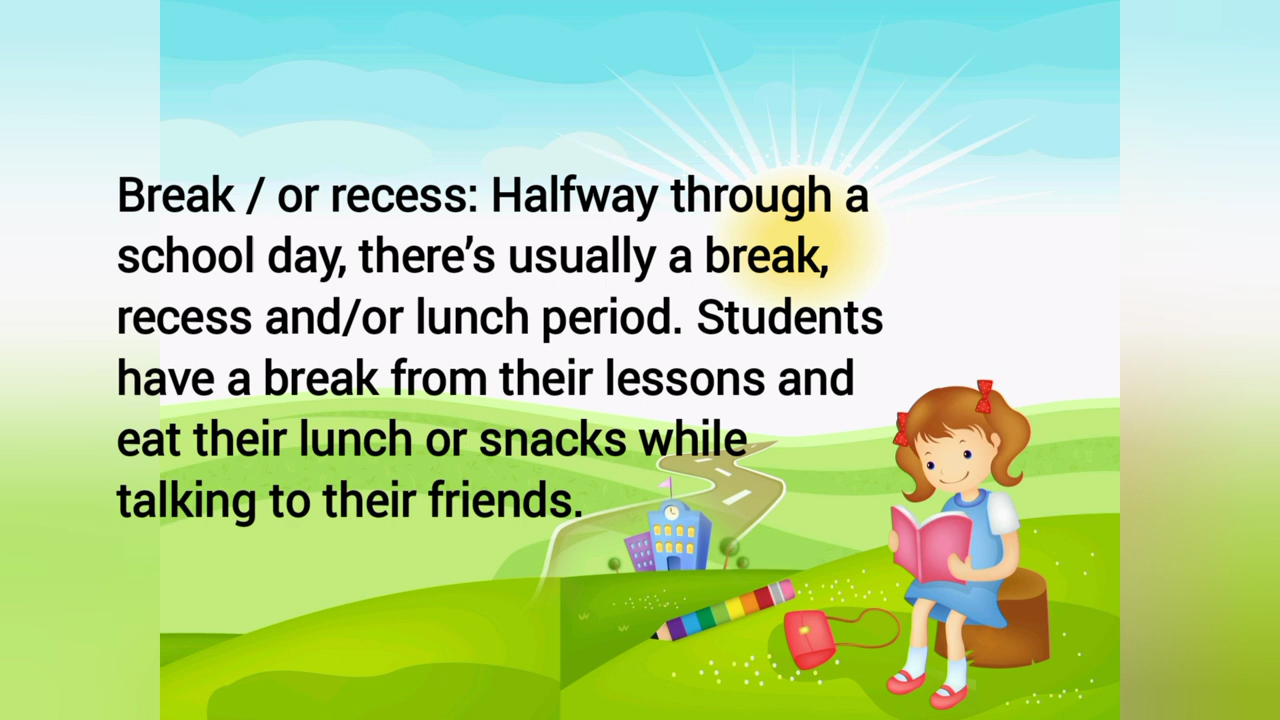 Break / or recess: Halfway through a
school day, there’s usually a break,
recess and/or lunch period. Students
have a break from their lessons and
eat their lunch or snacks while
talking to their friends.